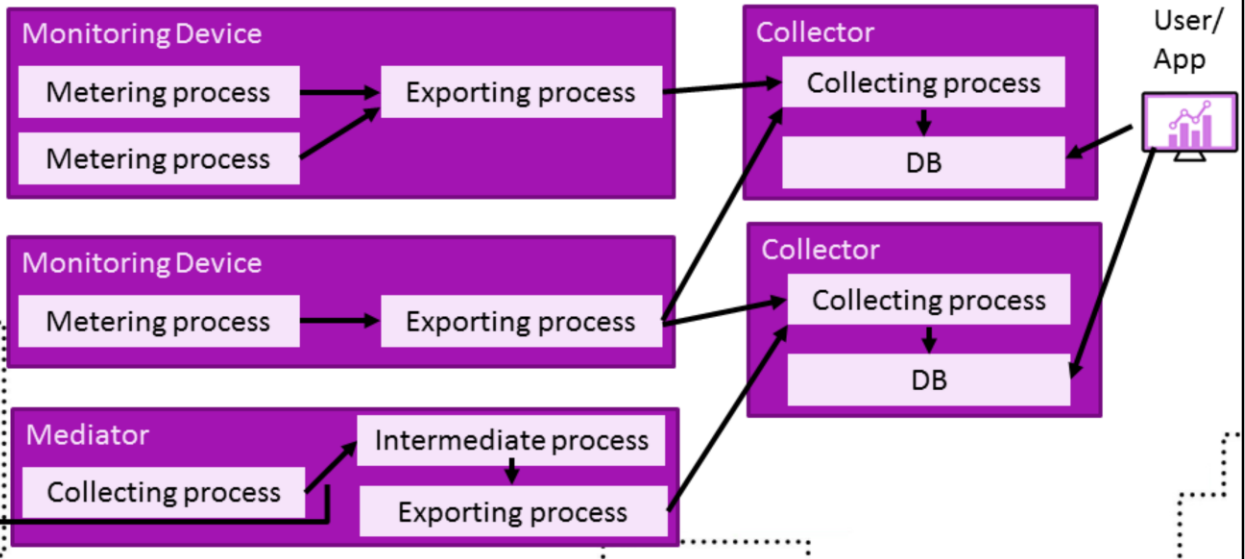 Monitoring Device
Metering process
Exporting process
Metering process
Collector
Collecting process
DB
User/
App
Monitoring Device
Metering process
Exporting process
Collector
Collecting process
DB
Mediator
Intermediate process
Collecting process
Exporting process